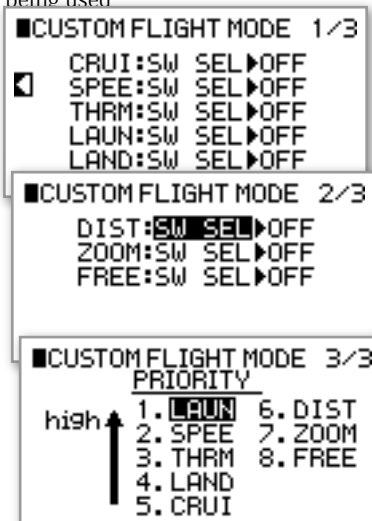 being used
■CUSTOM FLIGHT MODE 1/3
CRUI:SW SEL▶OFF
SPEE:SW SEL▶OFF
THRM:SW SEL▶OFF
LAUN:SW SEL▶OFF
LAND:SW SEL▶OFF
■CUSTOM FLIGHT MODE 2/3
DIST:SW SEL▶OFF
ZOOM:SW SEL▶OFF
FREE:SW SEL▶OFF
■CUSTOM FLIGHT MODE 3/3
PRIORITY
high
1.LAUN 6.DIST
2.SPEE 7.ZOOM
3.THRM 8.FREE
4.LAND
5.CRUI